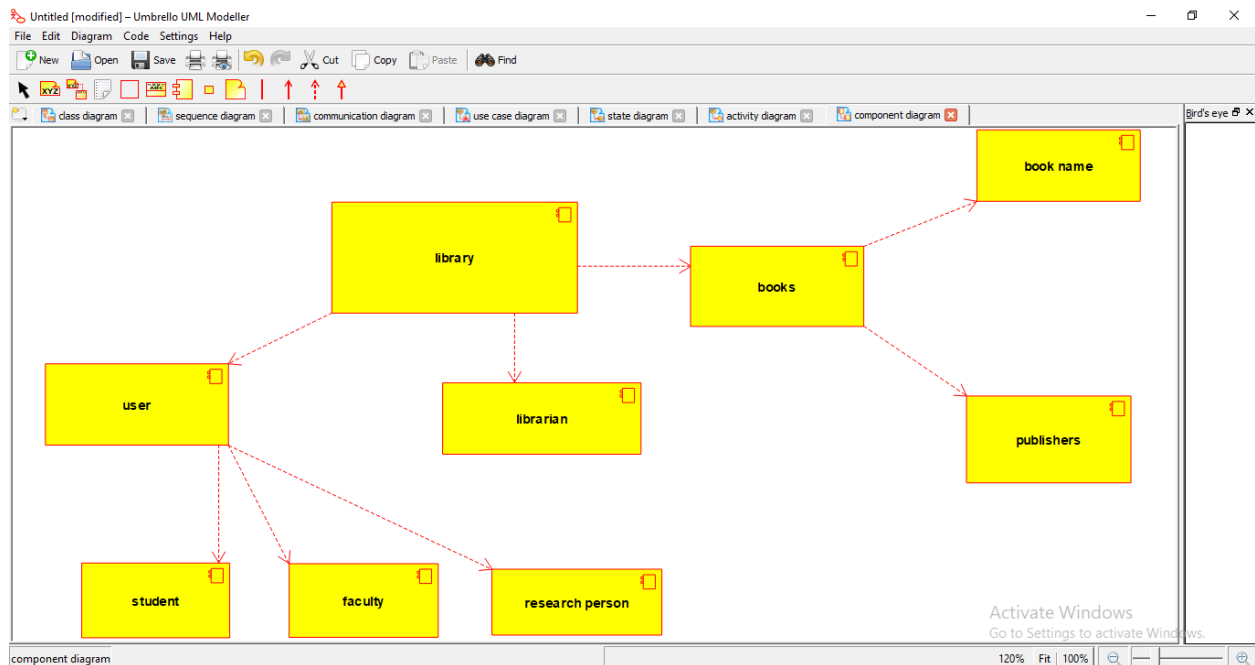 Untitled [modified] – Umbrello UML Modeller
File Edit Diagram Code Settings Help
New Open Save Cut Copy Paste Find
XYZ
class diagram sequence diagram communication diagram use case diagram state diagram activity diagram component diagram Bird's eye
book name
library
books
user
librarian
publishers
student
faculty
research person
Activate Windows
Go to Settings to activate Windows.
component diagram 120% Fit 100%